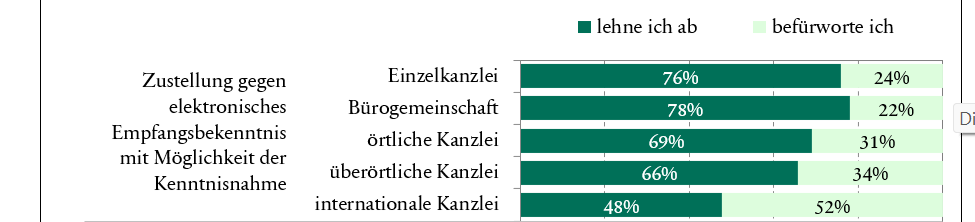 lehne ich ab befürworte ich
Zustellung gegen
elektronisches
Empfangsbekenntnis
mit Möglichkeit der
Kenntnisnahme
Einzelkanzlei 76% 24%
Bürogemeinschaft 78% 22%
örtliche Kanzlei 69% 31%
überörtliche Kanzlei 66% 34%
internationale Kanzlei 48% 52%
Di